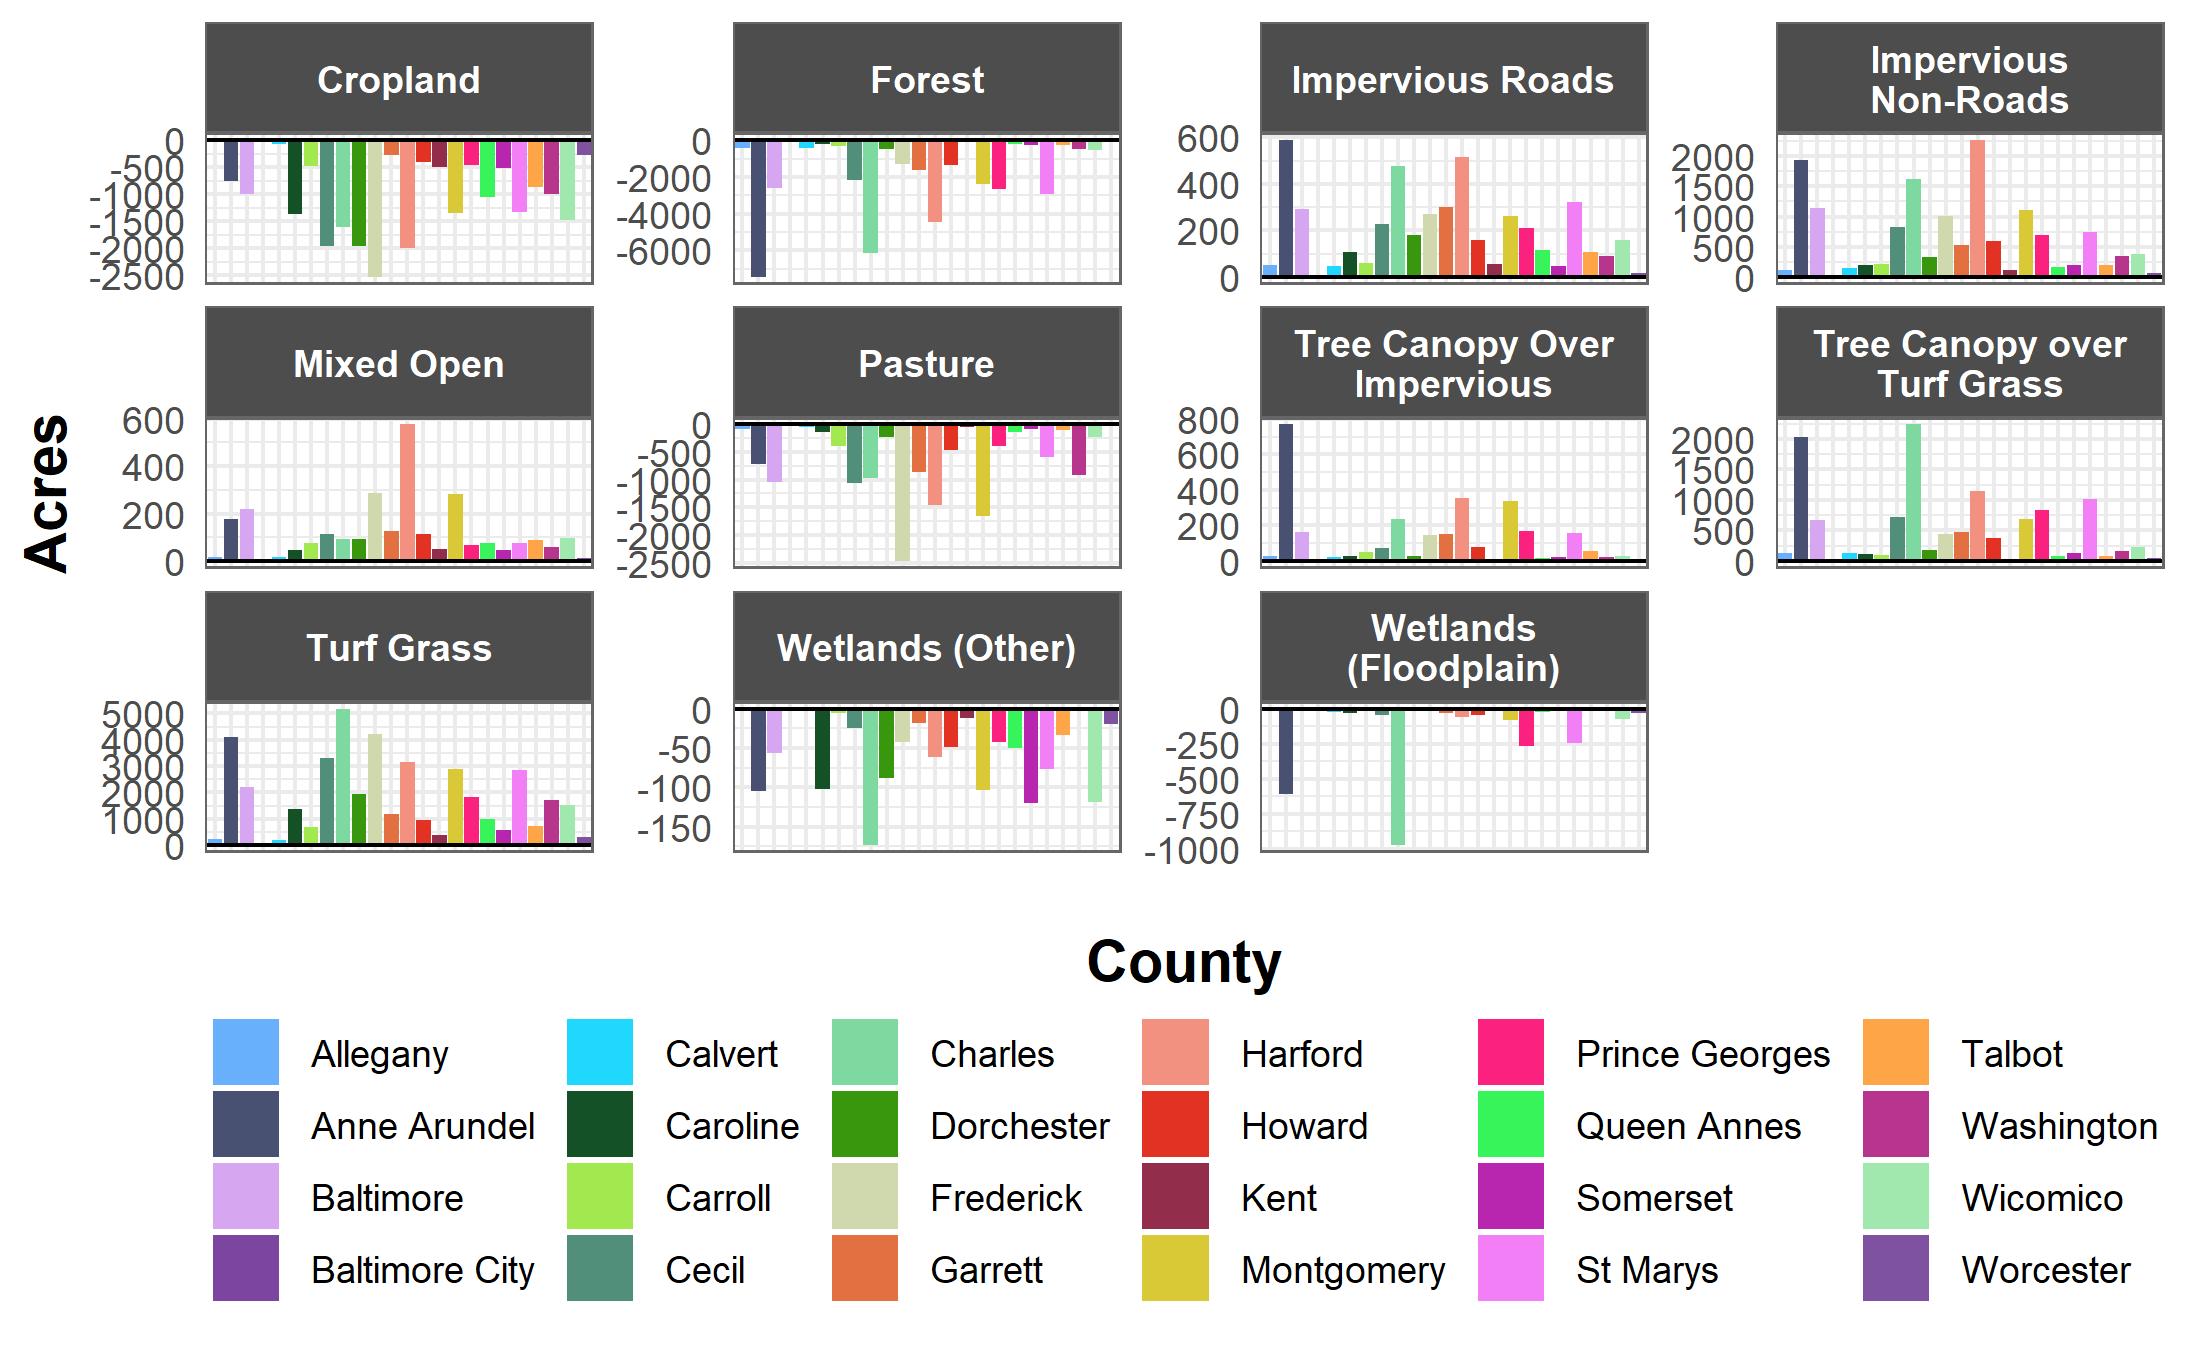 Cropland
Forest
Impervious Roads
Impervious
Non-Roads
0
-500
-1000
-1500
-2000
-2500
0
-2000
-4000
-6000
600
400
200
0
2000
1500
1000
500
0
Mixed Open
Pasture
Tree Canopy Over
Impervious
Tree Canopy over
Turf Grass
600
400
200
0
0
-500
-1000
-1500
-2000
-2500
800
600
400
200
0
2000
1500
1000
500
0
Acres
Turf Grass
Wetlands (Other)
Wetlands
(Floodplain)
5000
4000
3000
2000
1000
0
0
-50
-100
-150
0
-250
-500
-750
-1000
County
Allegany
Calvert
Charles
Harford
Prince Georges
Talbot
Anne Arundel
Caroline
Dorchester
Howard
Queen Annes
Washington
Baltimore
Carroll
Frederick
Kent
Somerset
Wicomico
Baltimore City
Cecil
Garrett
Montgomery
St Marys
Worcester